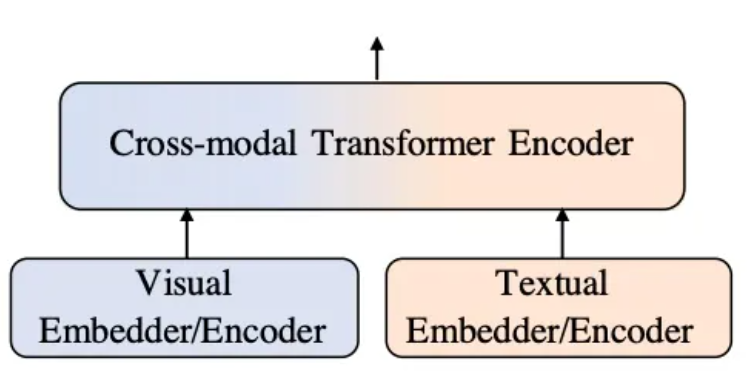 Cross-modal Transformer Encoder
Visual
Embedder/Encoder
Textual
Embedder/Encoder